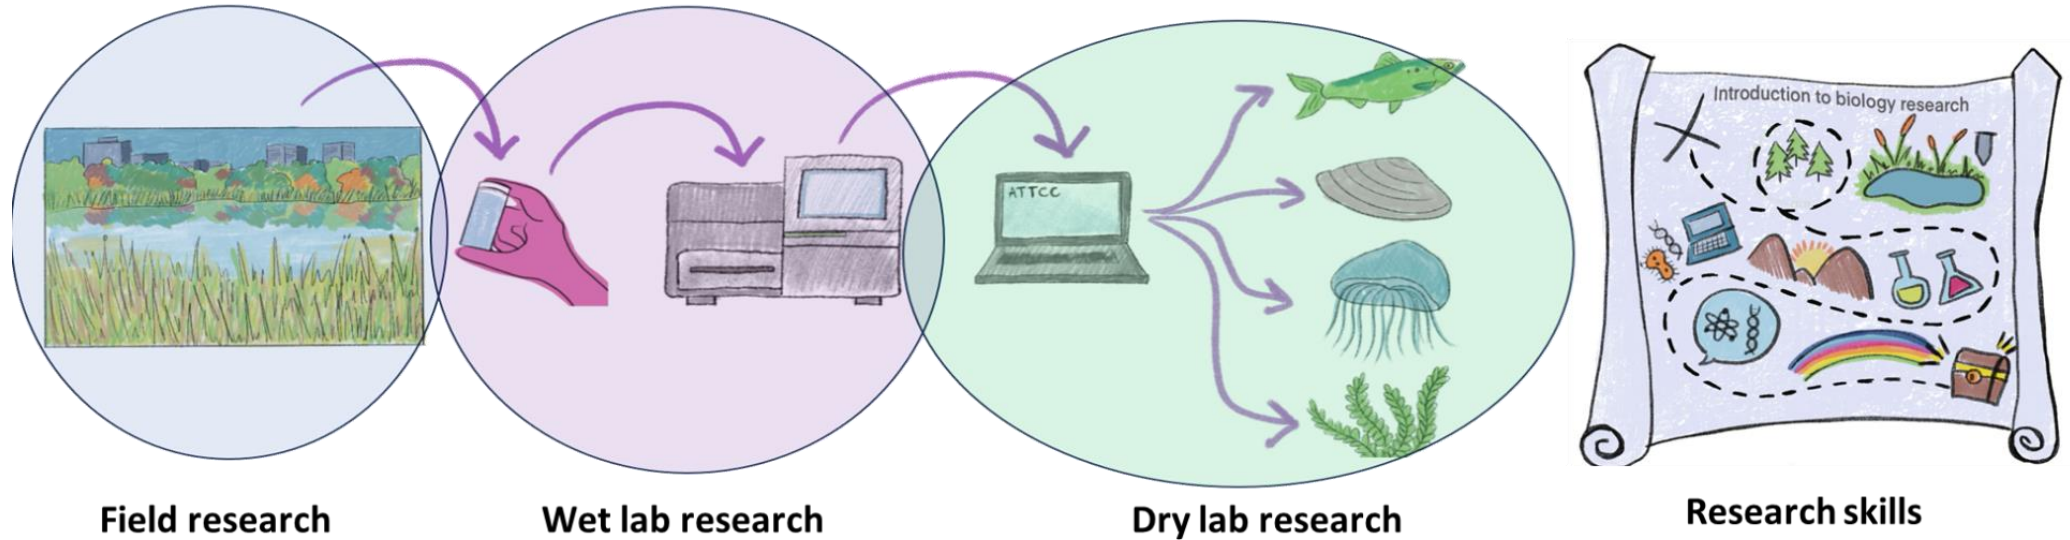 ATTCC
Introduction to biology research
Field research
Wet lab research
Dry lab research
Research skills